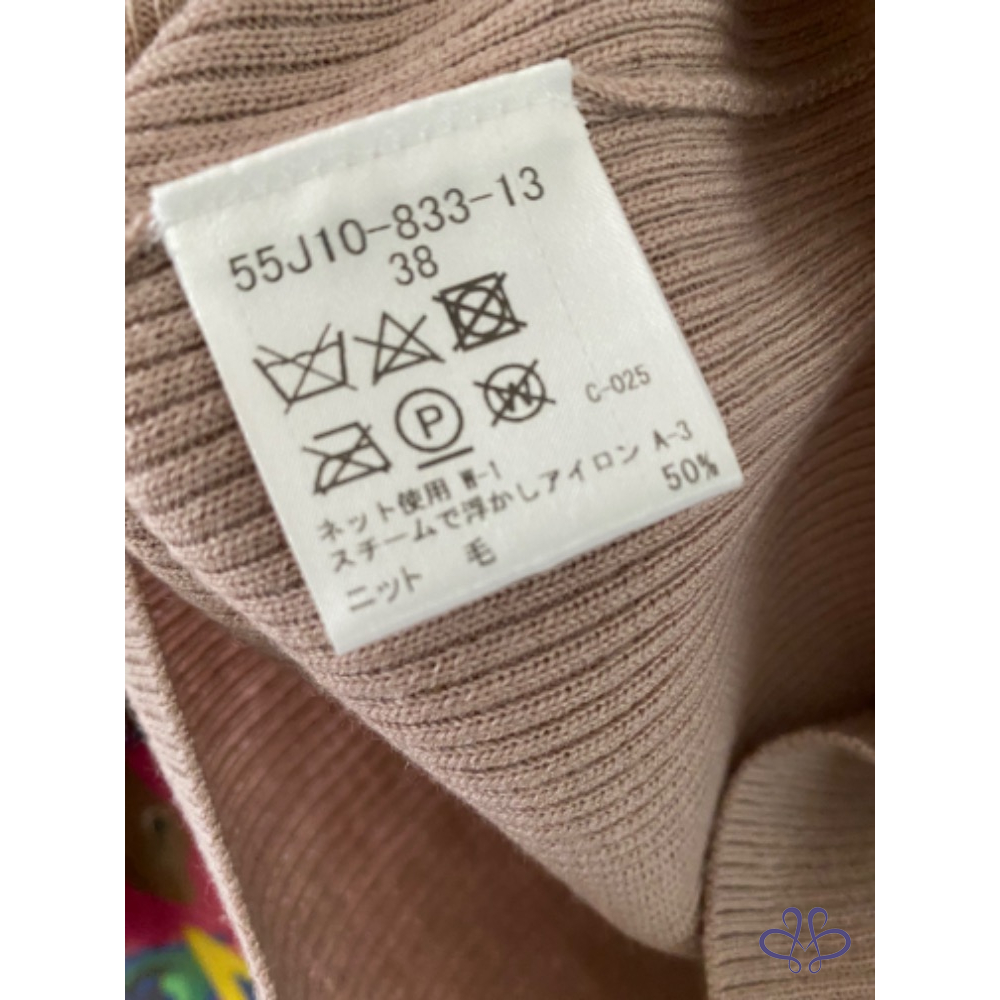 55J10-833-13
38
P
W
C-025
ネット使用 W-1
スチームで浮かしアイロン A-3
ニット 毛 50%